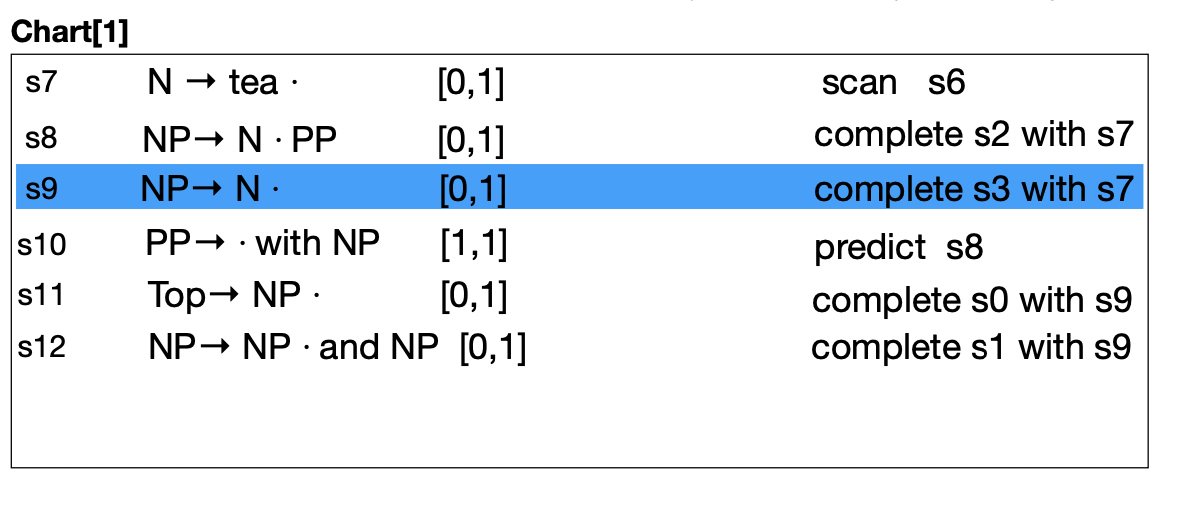 Chart[1]
s7 N → tea · [0,1] scan s6
s8 NP→ N · PP [0,1] complete s2 with s7
s9 NP→ N · [0,1] complete s3 with s7
s10 PP→ · with NP [1,1] predict s8
s11 Top→ NP · [0,1] complete s0 with s9
s12 NP→ NP · and NP [0,1] complete s1 with s9